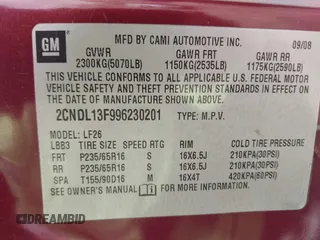 GM
MFD BY CAMI AUTOMOTIVE INC. 09/08
GVWR GAWR FRT GAWR RR
2300KG(5070LB) 1150KG(2535LB) 1175KG(2590LB)
THIS VEHICLE CONFORMS TO ALL APPLICABLE
U.S. FEDERAL MOTOR VEHICLE SAFETY AND
THEFT PREVENTION STANDARDS IN EFFECT ON THE
DATE OF MANUFACTURE SHOWN ABOVE.
2CNDL13F996230201 TYPE: M.P.V.
MODEL: LF26
LBB3 TIRE SIZE SPEED RTG RIM COLD TIRE PRESSURE
FRT P235/65R16 S 16X6.5J 210KPA(30PSI)
RR P235/65R16 S 16X6.5J 210KPA(30PSI)
SPA T155/90D16 M 16X4T 420KPA(60PSI)
SEE OWNER'S MANUAL FOR MORE INFORMATION.
DREAMBID